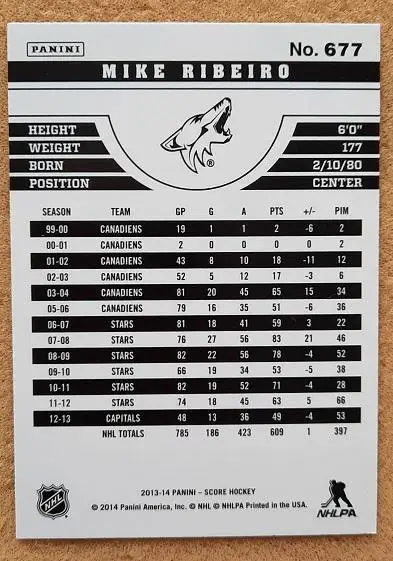 PANINI No. 677
MIKE RIBEIRO
HEIGHT 6'0"
WEIGHT 177
BORN 2/10/80
POSITION CENTER
®
SEASON TEAM GP G A PTS +/- PIM
99-00 CANADIENS 19 1 1 2 -6 2
00-01 CANADIENS 2 0 0 0 0 2
01-02 CANADIENS 43 8 10 18 -11 12
02-03 CANADIENS 52 5 12 17 -3 6
03-04 CANADIENS 81 20 45 65 15 34
05-06 CANADIENS 79 16 35 51 -6 36
06-07 STARS 81 18 41 59 3 22
07-08 STARS 76 27 56 83 21 46
08-09 STARS 82 22 56 78 -4 52
09-10 STARS 66 19 34 53 -5 38
10-11 STARS 82 19 52 71 -4 28
11-12 STARS 74 18 45 63 5 66
12-13 CAPITALS 48 13 36 49 -4 53
NHL TOTALS 785 186 423 609 1 397
2013-14 PANINI – SCORE HOCKEY
© 2014 Panini America, Inc. © NHL © NHLPA Printed in the USA.
NHL
NHLPA